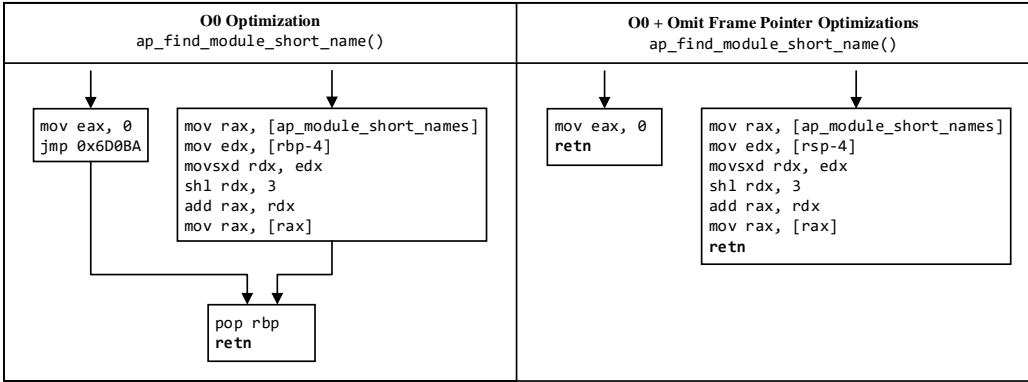 O0 Optimization
ap_find_module_short_name()
mov eax, 0
jmp 0x6D0BA
mov rax, [ap_module_short_names]
mov edx, [rbp-4]
movsxd rdx, edx
shl rdx, 3
add rax, rdx
mov rax, [rax]
pop rbp
retn
O0 + Omit Frame Pointer Optimizations
ap_find_module_short_name()
mov eax, 0
retn
mov rax, [ap_module_short_names]
mov edx, [rsp-4]
movsxd rdx, edx
shl rdx, 3
add rax, rdx
mov rax, [rax]
retn